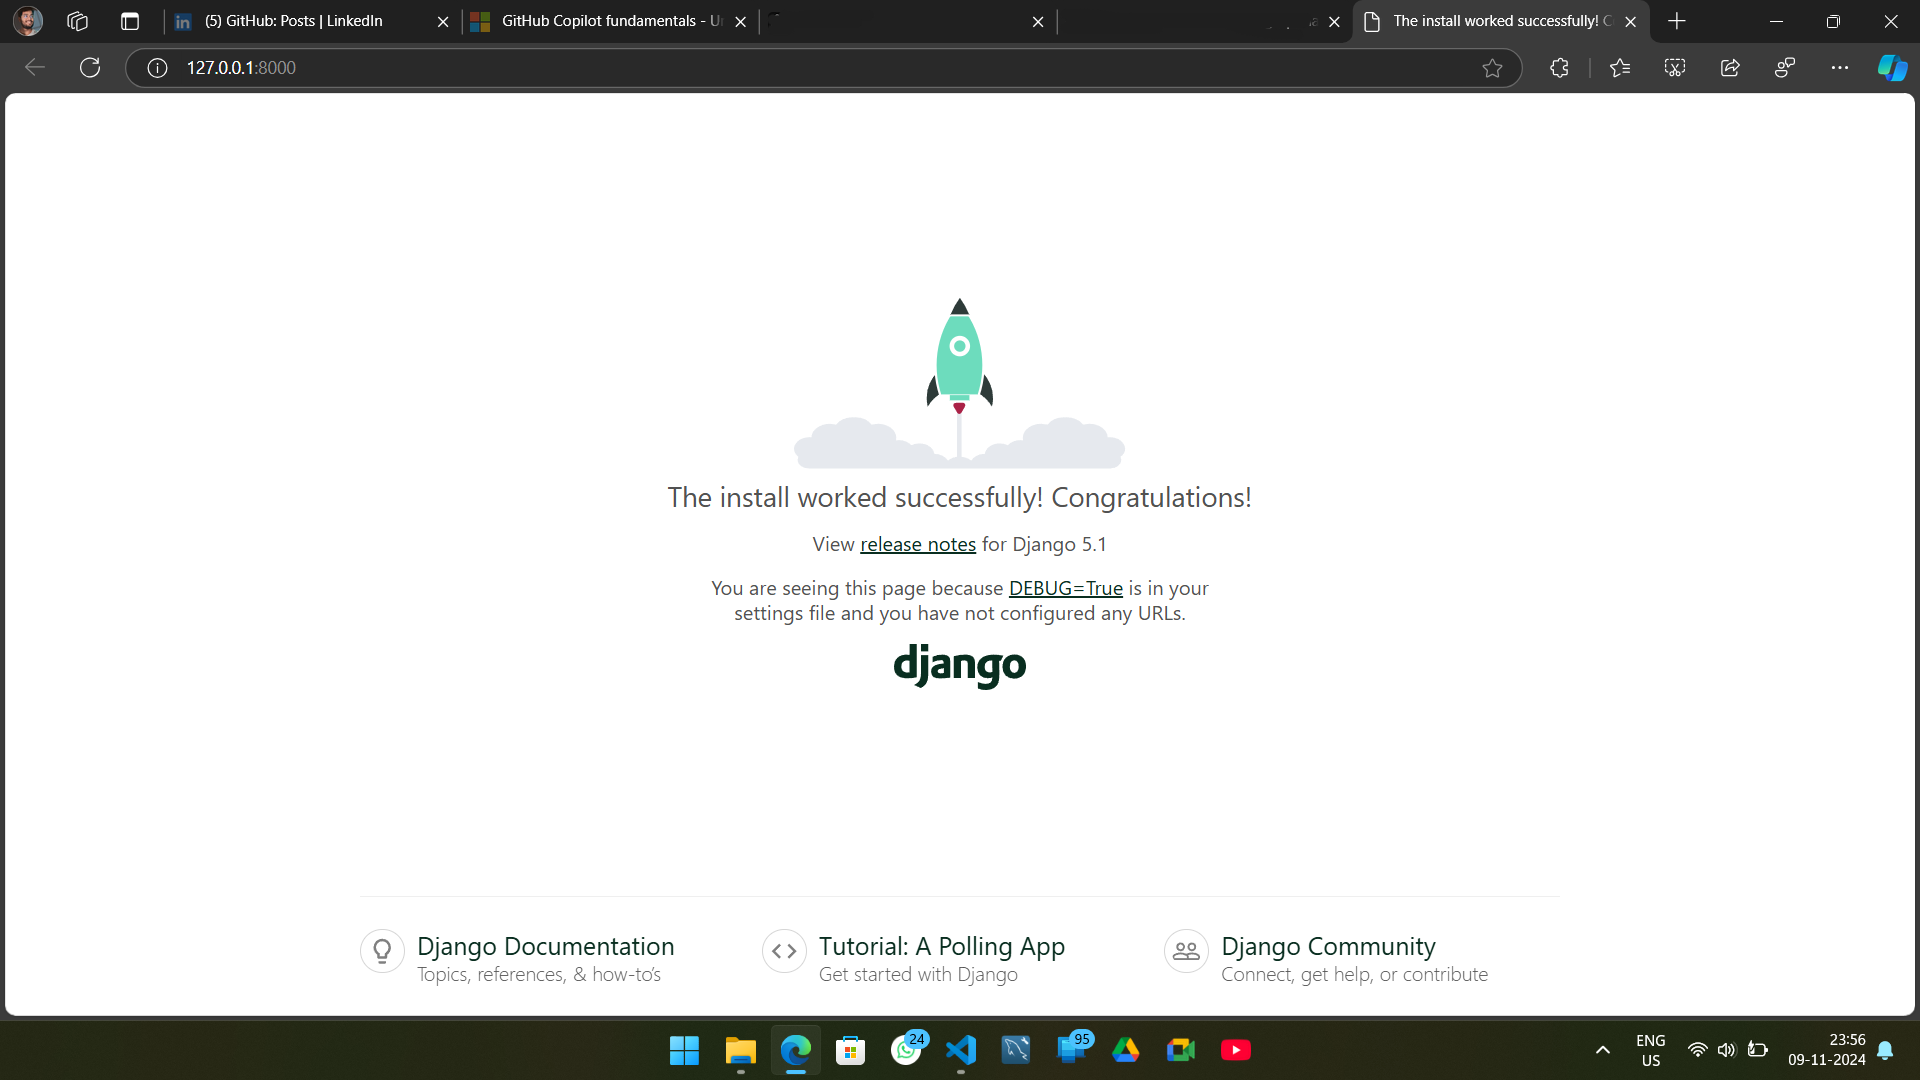 (5) GitHub: Posts | LinkedIn
GitHub Copilot fundamentals - U
The install worked successfully! C
127.0.0.1:8000
The install worked successfully! Congratulations!
View release notes for Django 5.1
You are seeing this page because DEBUG=True is in your
settings file and you have not configured any URLs.
django
Django Documentation
Topics, references, & how-to’s
Tutorial: A Polling App
Get started with Django
Django Community
Connect, get help, or contribute
24
95
ENG
US
23:56
09-11-2024